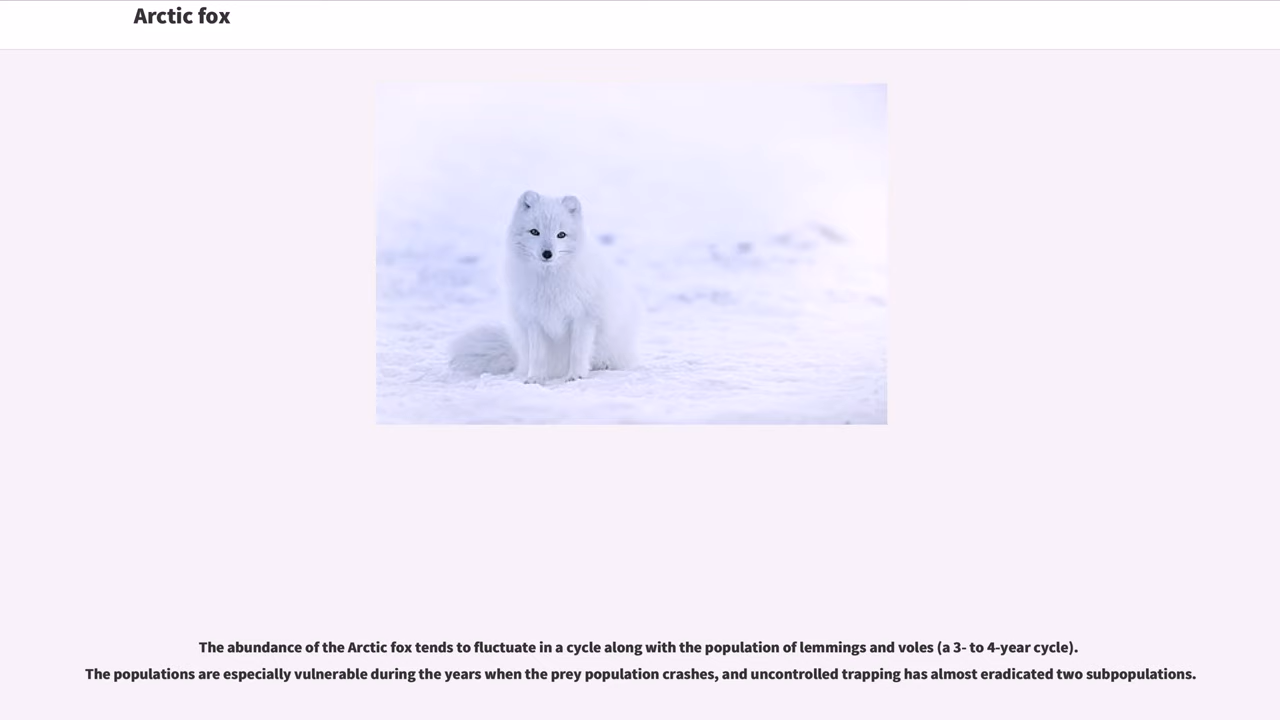 Arctic fox
The abundance of the Arctic fox tends to fluctuate in a cycle along with the population of lemmings and voles (a 3- to 4-year cycle).
The populations are especially vulnerable during the years when the prey population crashes, and uncontrolled trapping has almost eradicated two subpopulations.